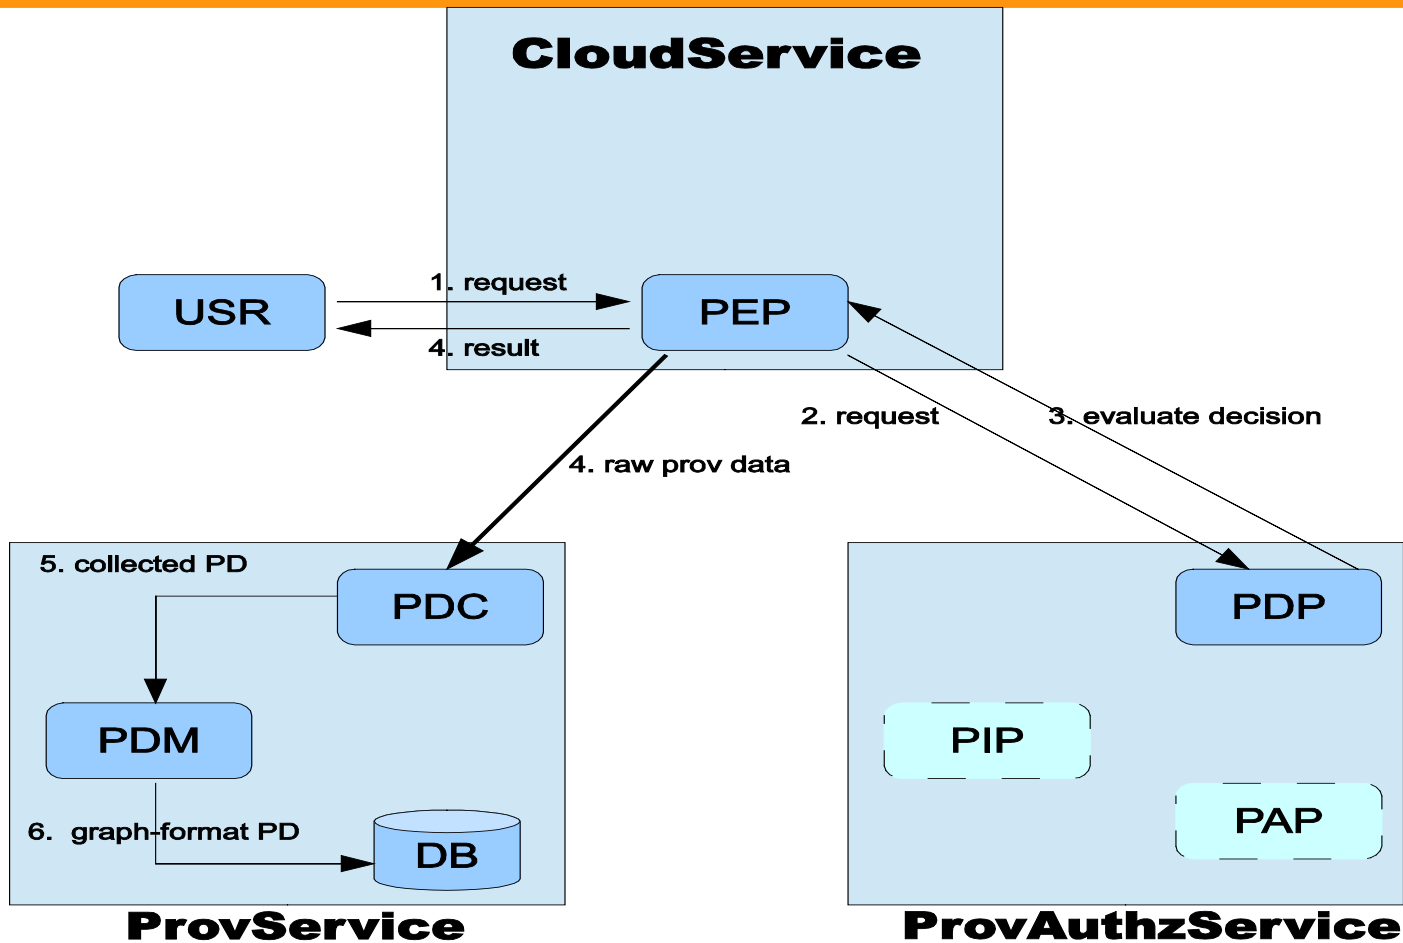 CloudService
1. request
USR
PEP
4. result
2. request
3. evaluate decision
4. raw prov data
5. collected PD
PDC
PDP
PDM
PIP
6. graph-format PD
PAP
DB
ProvService
ProvAuthzService